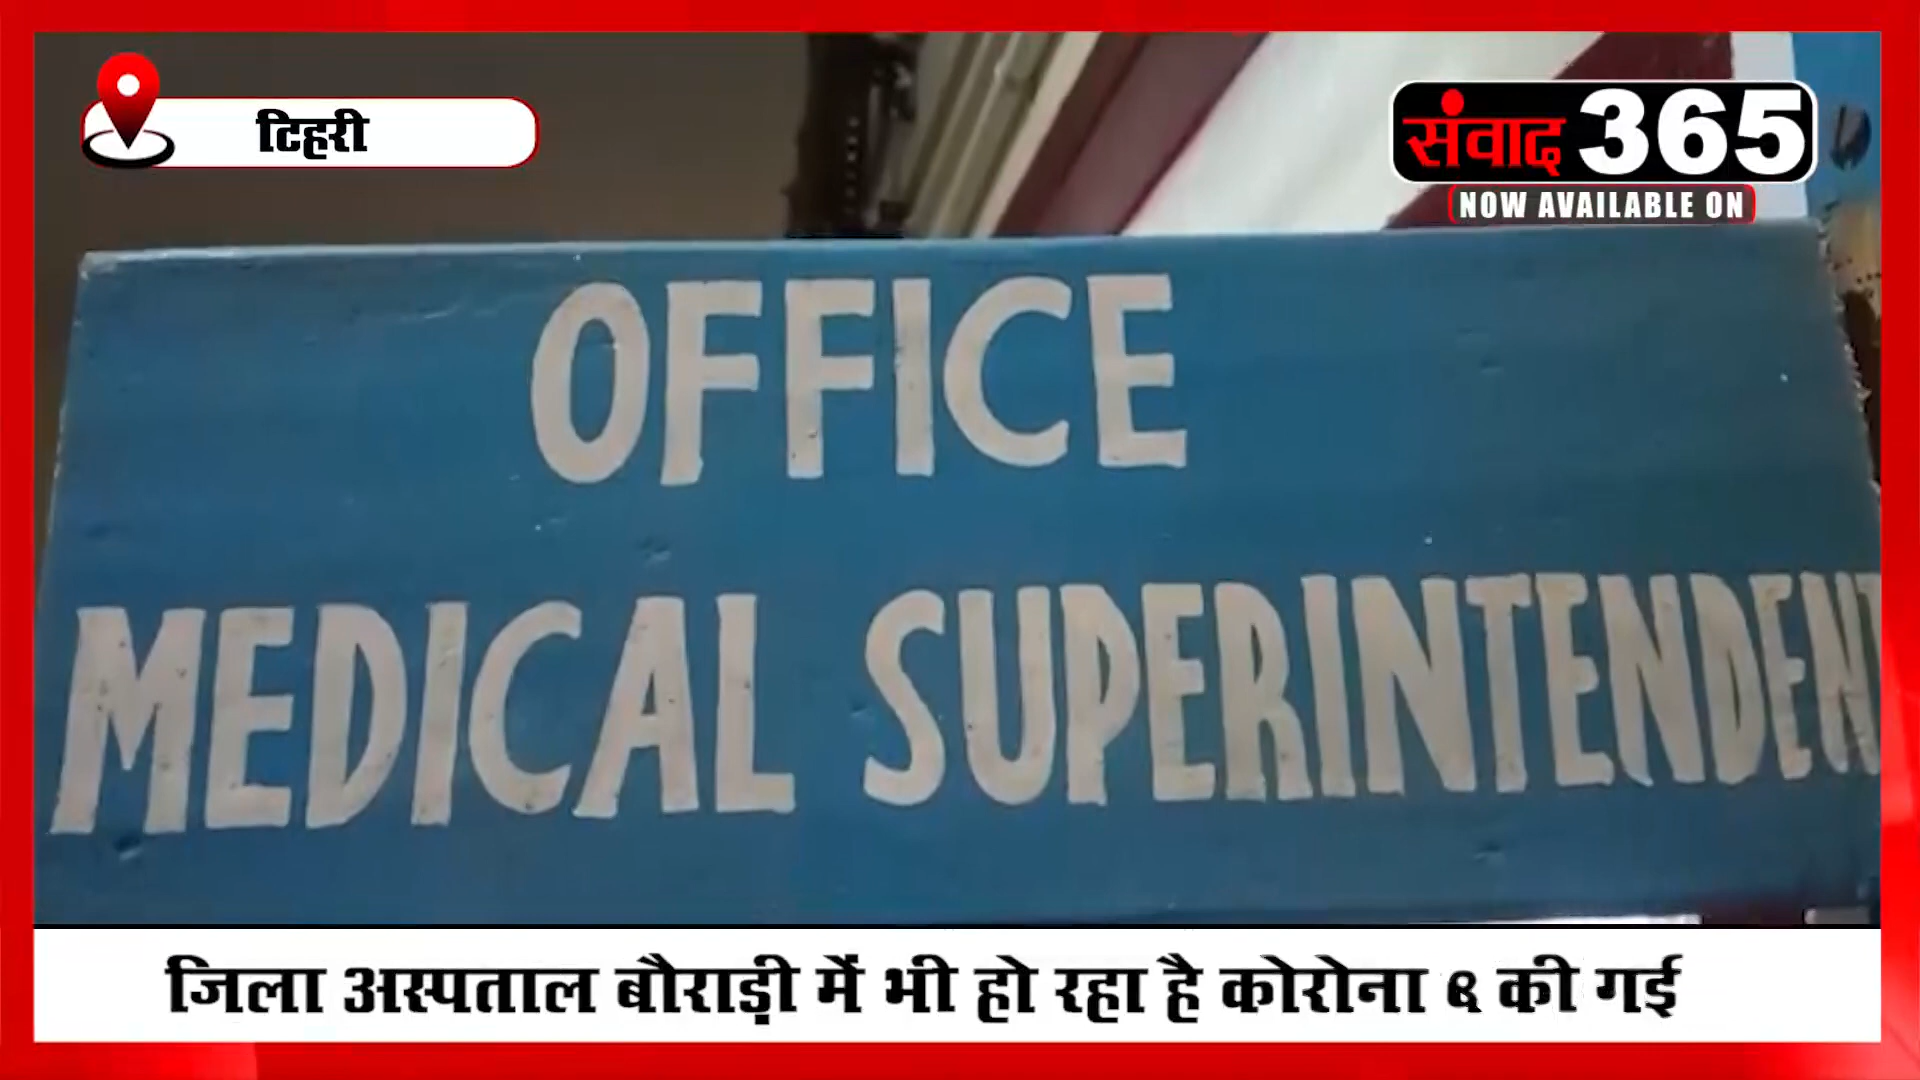 टिहरी
संवाद 365
NOW AVAILABLE ON
OFFICE
MEDICAL SUPERINTENDENT
जिला अस्पताल बौराड़ी में भी हो रहा है कोरोना & की गई